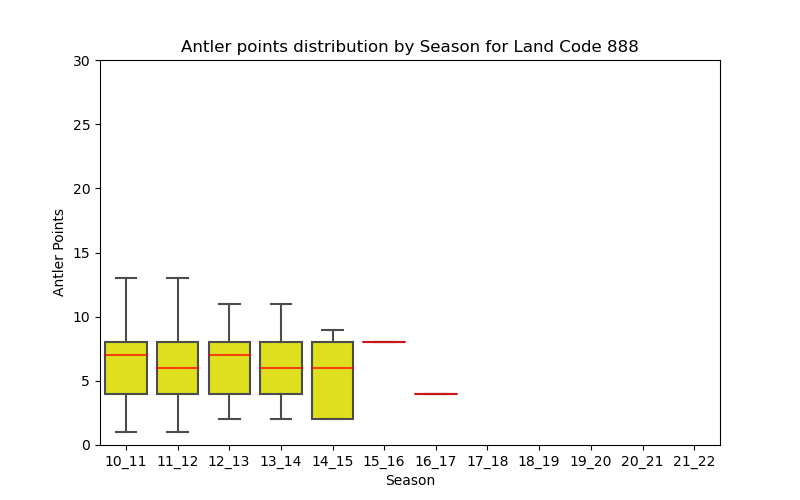 Antler points distribution by Season for Land Code 888
Antler Points
30
25
20
15
10
5
0
10_11 11_12 12_13 13_14 14_15 15_16 16_17 17_18 18_19 19_20 20_21 21_22
Season